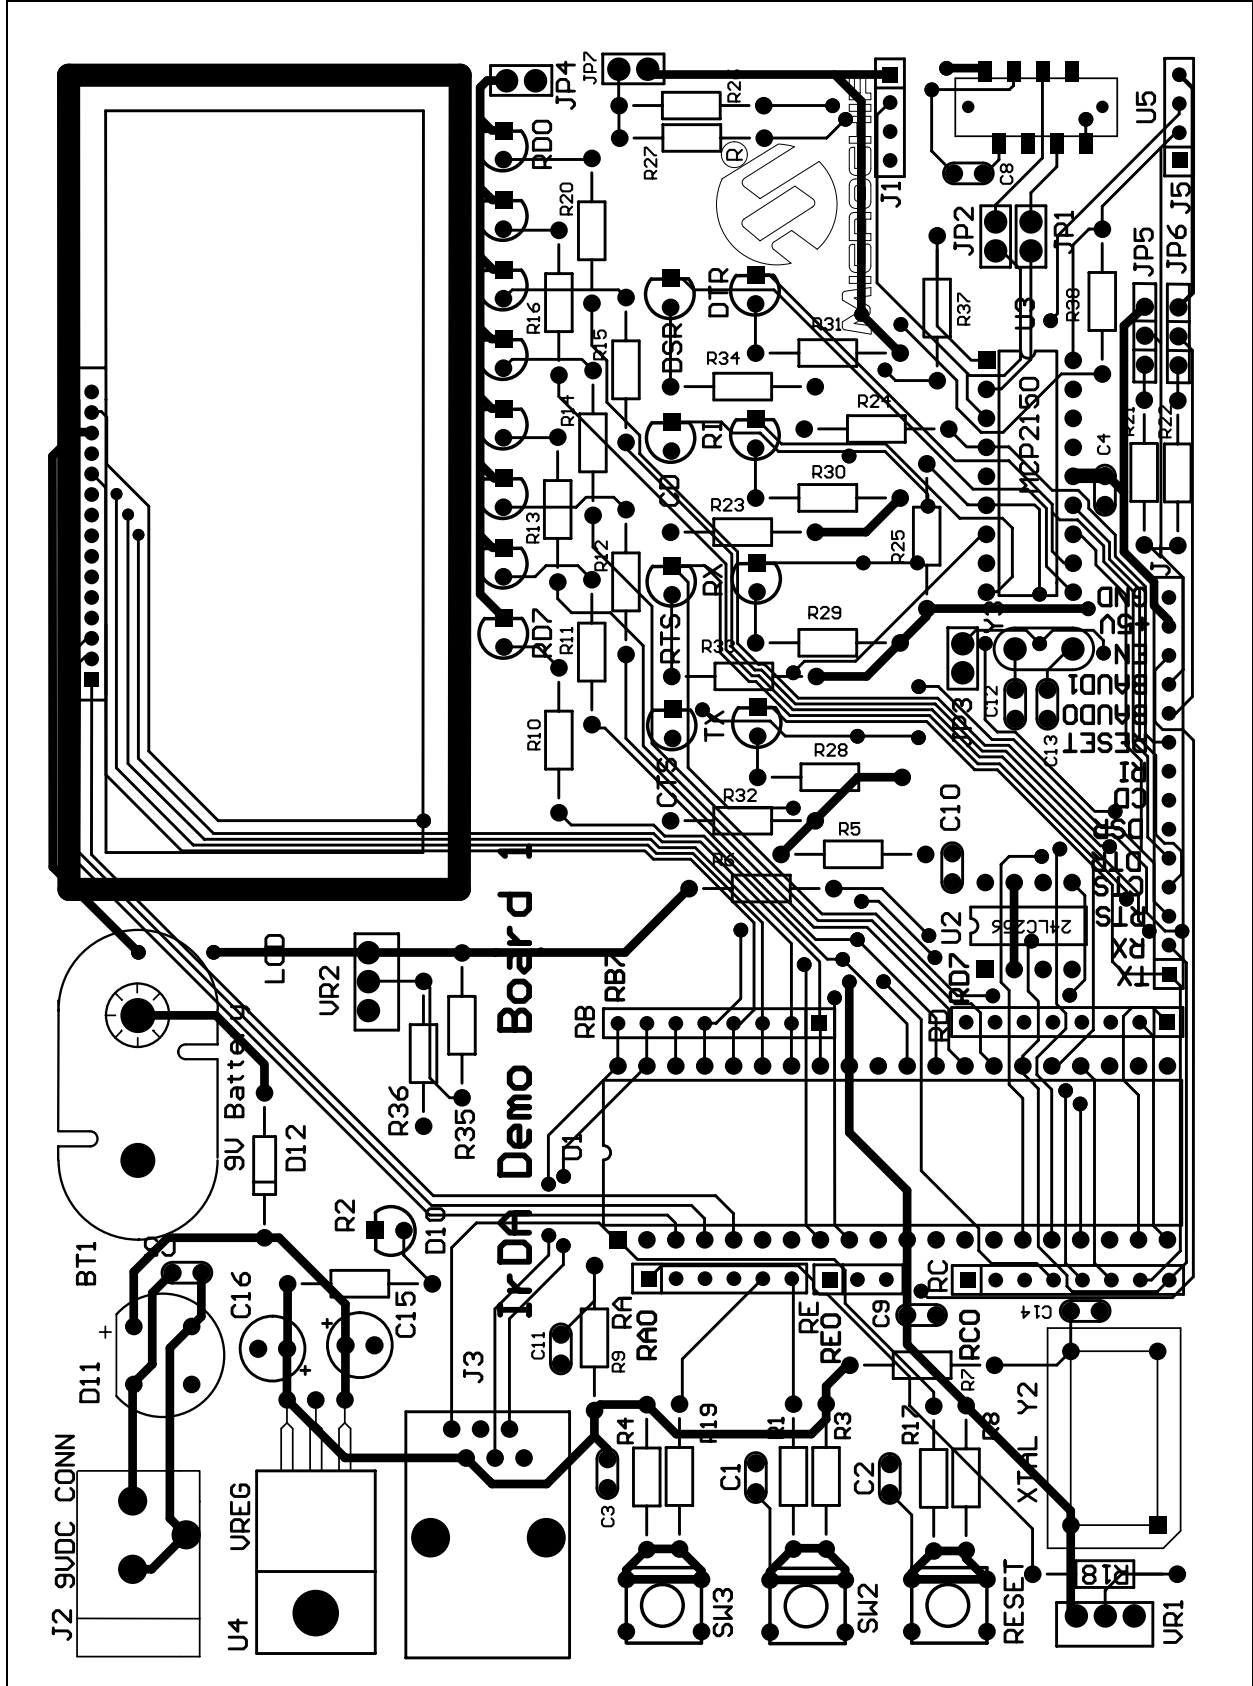 JP4
JP7
RD0
R20
R27
R
MICROCHIP
J1
C8
U5
J5
JP2
JP1
JP5
JP6
R16
R15
DSR
DTR
R31
R34
R37
U3
R38
R14
RI
R24
MCP2150
R21
R22
C4
R13
CD
R30
R23
R12
R25
RD7
R11
RX
RTS
R29
R33
Y3
GND
+5V
EN
BAUD1
BAUD0
RESET
RI
CD
DSR
DTR
CTS
RTS
RX
TX
JP3
C12
C13
R10
TX
CTS
R28
R32
R5
R6
C10
U2
24LC256
RD7
LCD
VR2
RB
RB7
RD
9V Battery
R36
R35
D12
IrDA Demo Board 1
U1
R2
D10
BT1
C16
C15
D11
J3
C11
R9
RA
RA0
RE
RE0
C9
RC
RC0
C14
R7
R4
R19
R1
R3
R17
R8
XTAL Y2
C3
C1
C2
J2 9VDC CONN
U4 VREG
SW3
SW2
RESET
R18
VR1